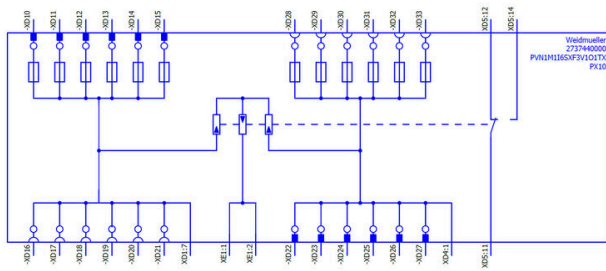 -XD10
-XD11
-XD12
-XD13
-XD14
-XD15
-XD28
-XD29
-XD30
-XD31
-XD32
-XD33
XD5:12
XD5:14
Weidmueller
2737440000
PVN1M1I6SXF3V1O1TX
PX10
-XD16
-XD17
-XD18
-XD19
-XD20
-XD21
XD1:7
XE1:1
XE1:2
-XD22
-XD23
-XD24
-XD25
-XD26
-XD27
XD4:1
XD5:11